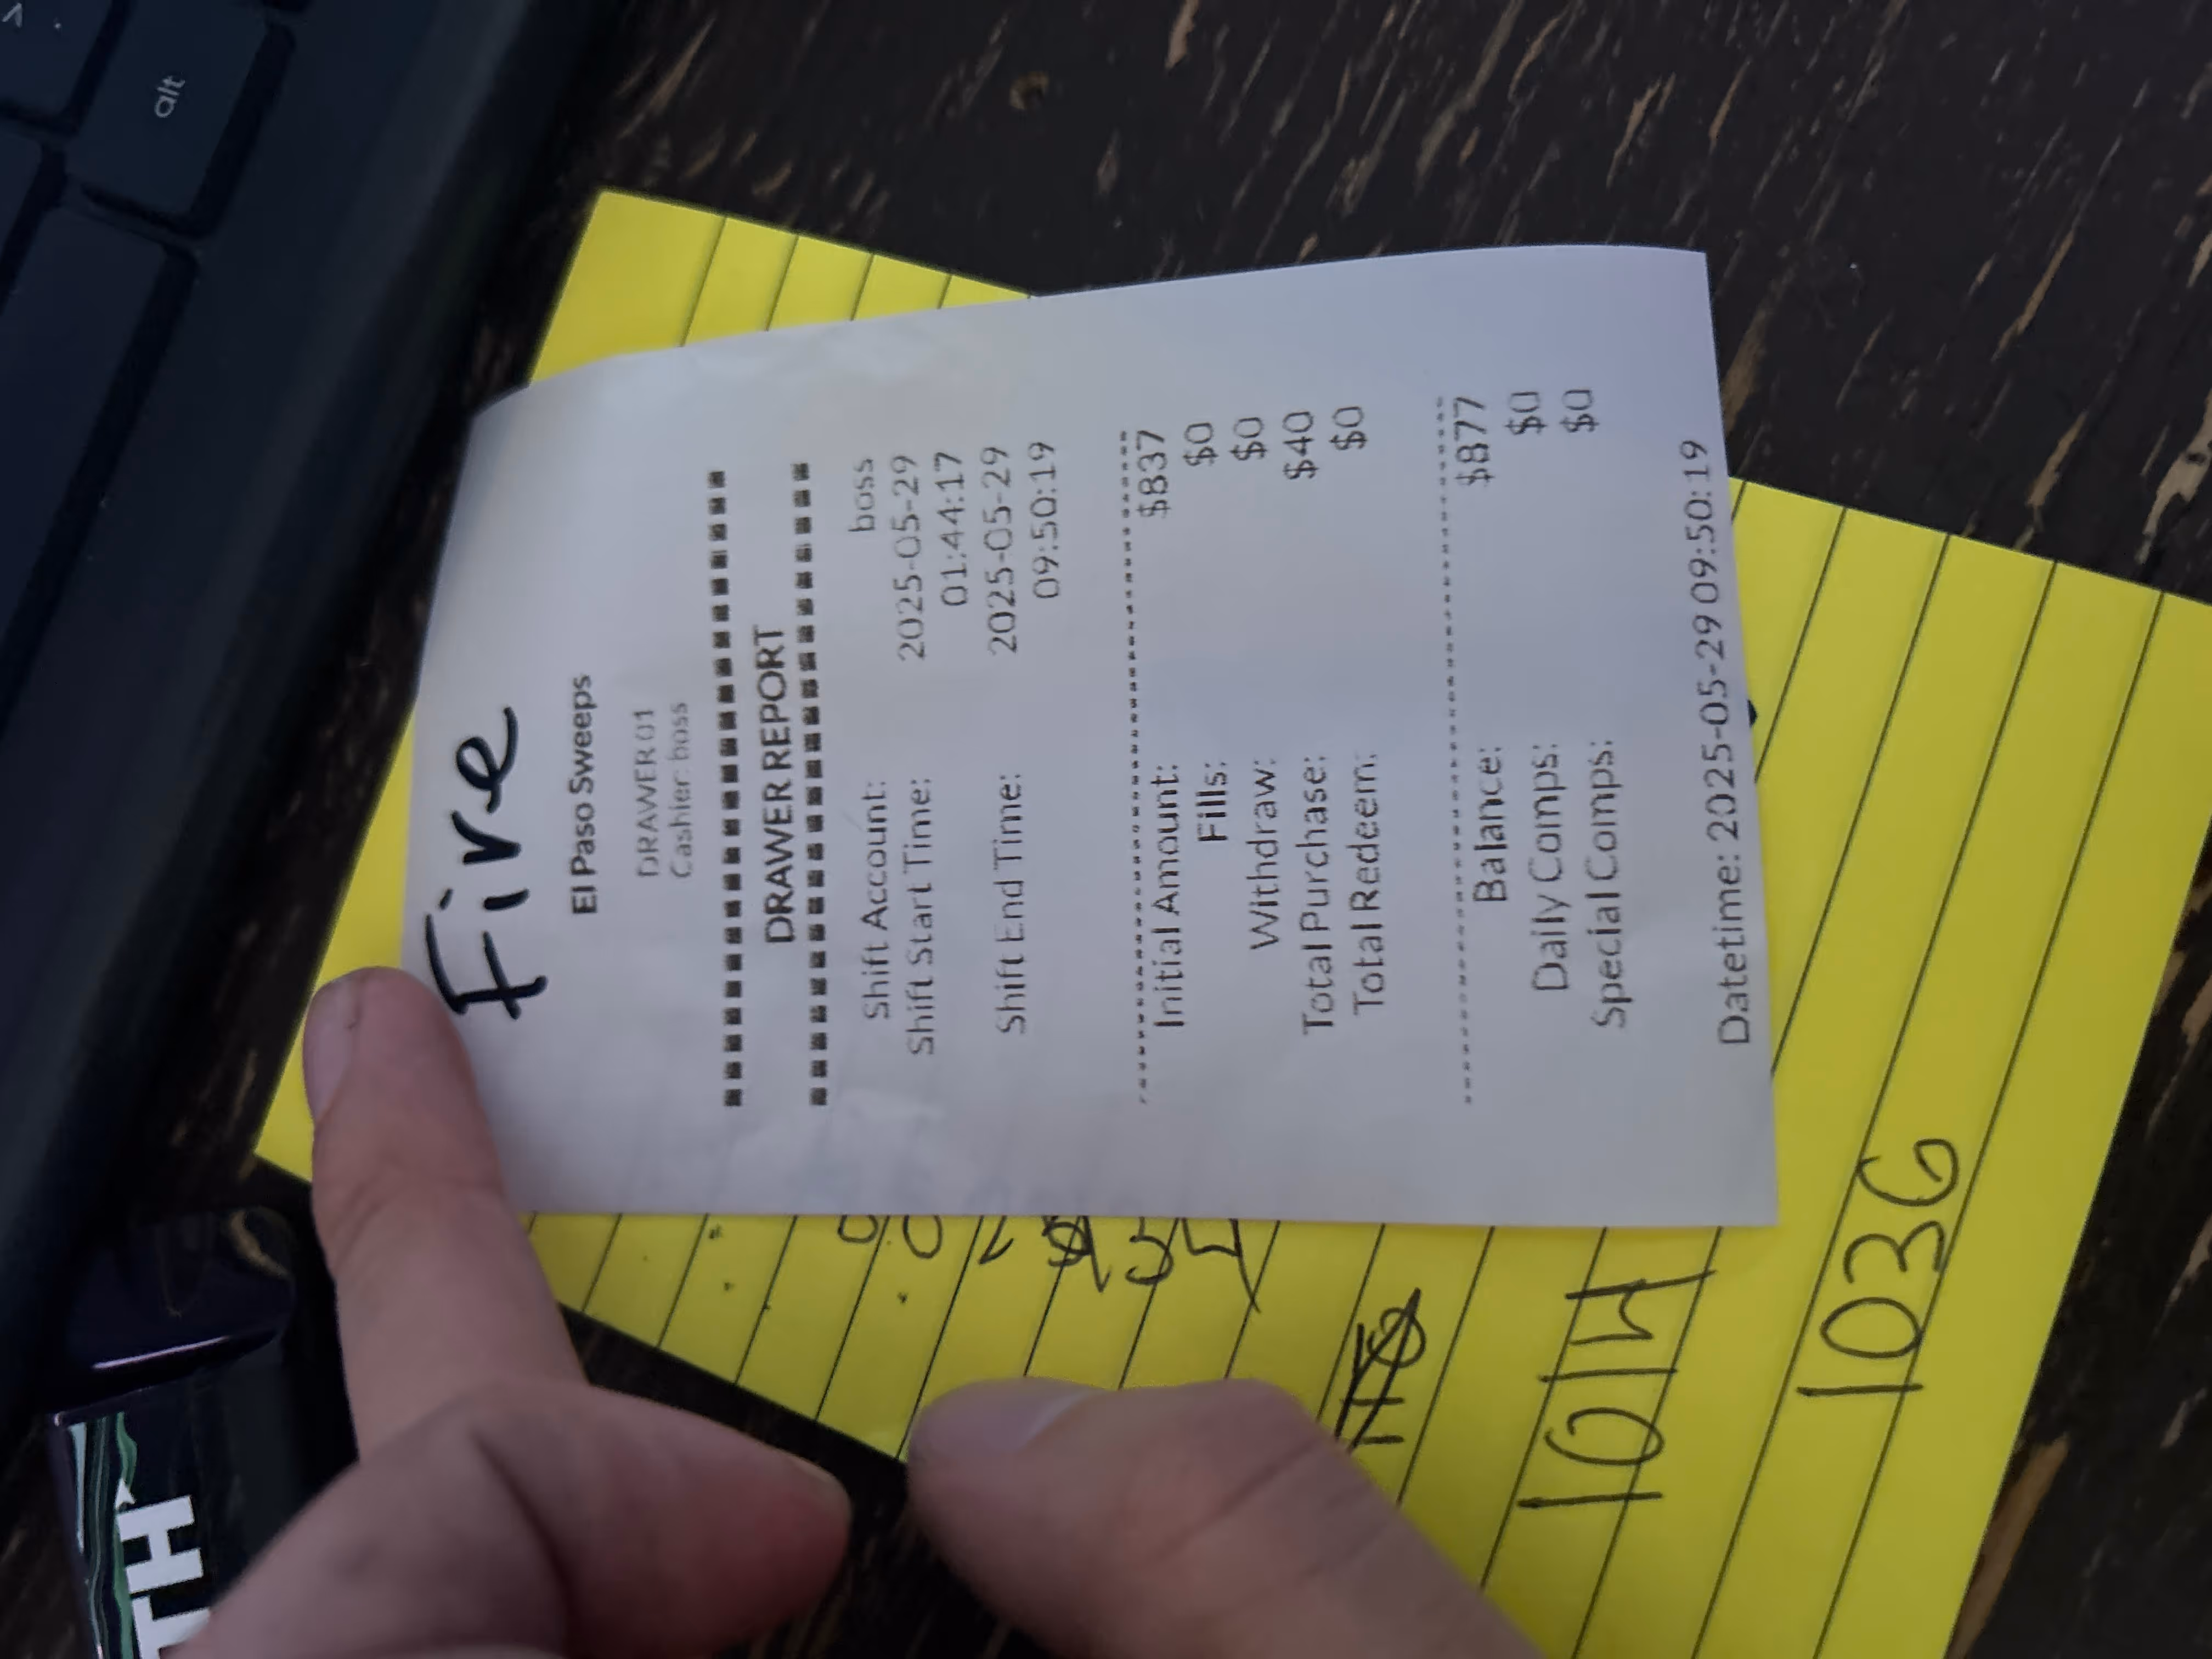 alt
Fire
El Paso Sweeps
DRAWER 01
Cashier: boss
DRAWER REPORT
Shift Account: boss
Shift Start Time: 2025-05-29
01:44:17
Shift End Time: 2025-05-29
09:50:19
Initial Amount: $837
Fills: $0
Withdraw: $0
Total Purchase: $40
Total Redeem: $0
Balance: $877
Daily Comps: $0
Special Comps: $0
Datetime: 2025-05-29 09:50:19
1014
1036